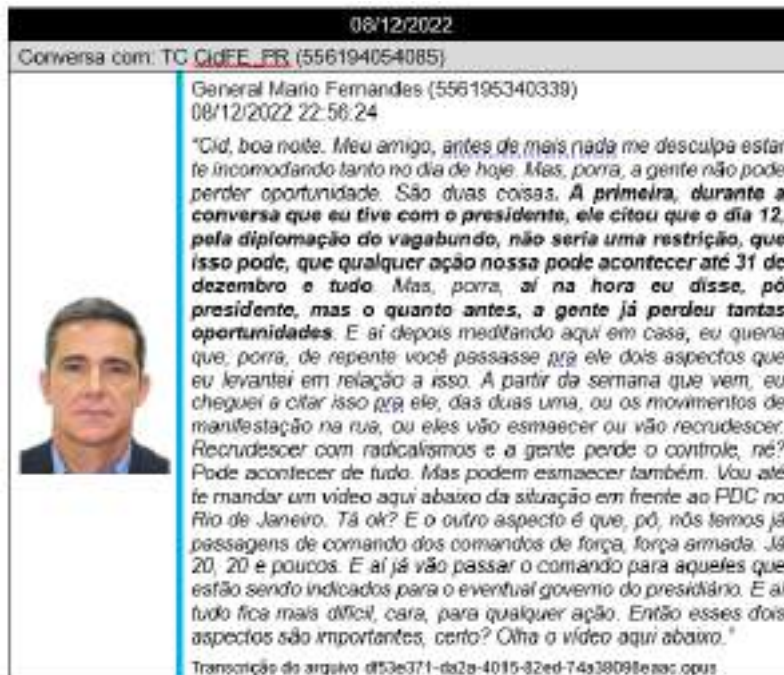 08/12/2022
Conversa com: TC CidFE_PR (556194054085)
General Mario Fernandes (556195340339)
08/12/2022 22:56:24
"Cid, boa noite. Meu amigo, antes de mais nada me desculpa estar
te incomodando tanto no dia de hoje. Mas, porra, a gente não pode
perder oportunidade. São duas coisas. A primeira, durante a
conversa que eu tive com o presidente, ele citou que o dia 12,
pela diplomação do vagabundo, não seria uma restrição, que
isso pode, que qualquer ação nossa pode acontecer até 31 de
dezembro e tudo. Mas, porra, aí na hora eu disse, pô
presidente, mas o quanto antes, a gente já perdeu tantas
oportunidades. E aí depois meditando aqui em casa, eu queria
que, porra, de repente você passasse pra ele dois aspectos que
eu levantei em relação a isso. A partir da semana que vem, eu
cheguei a citar isso pra ele, das duas uma, ou os movimentos de
manifestação na rua, ou eles vão esmaecer ou vão recrudescer.
Recrudescer com radicalismos e a gente perde o controle, né?
Pode acontecer de tudo. Mas podem esmaecer também. Vou até
te mandar um vídeo aqui abaixo da situação em frente ao PDC no
Rio de Janeiro. Tá ok? E o outro aspecto é que, pô, nós temos já
passagens de comando dos comandos de força, força armada. Já
20, 20 e poucos. E aí já vão passar o comando para aqueles que
estão sendo indicados para o eventual governo do presidiário. E aí
tudo fica mais difícil, cara, para qualquer ação. Então esses dois
aspectos são importantes, certo? Olha o vídeo aqui abaixo."
Transcrição do arquivo df53e371-da2a-4015-82ed-74a38098eaac.opus